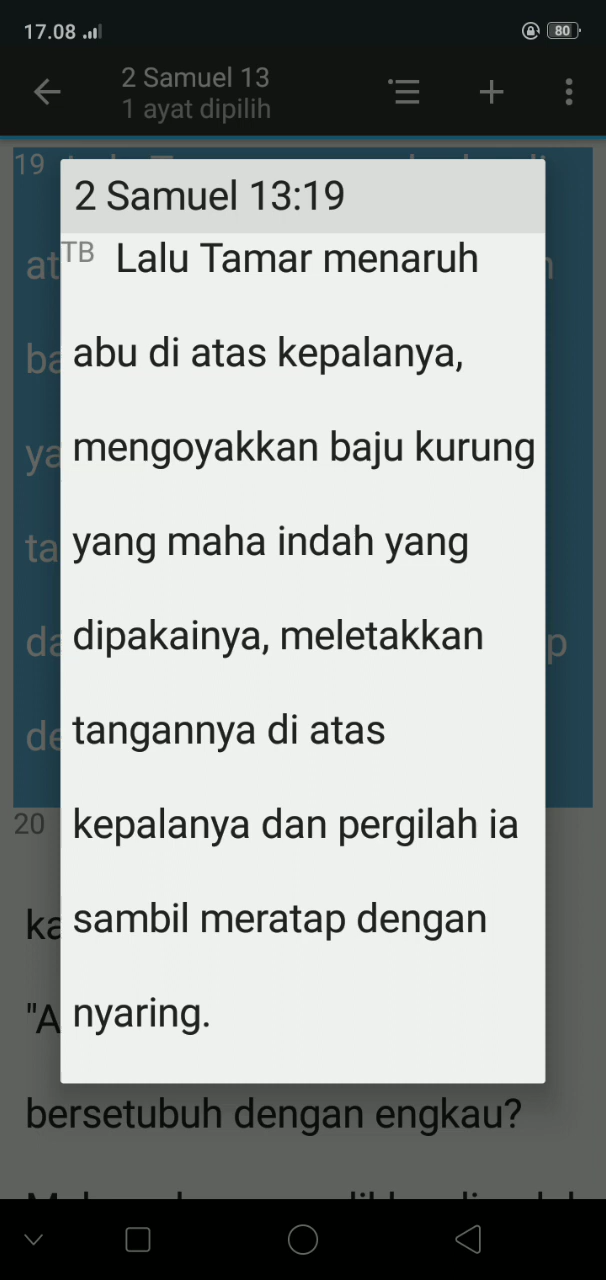 17.08
80
2 Samuel 13
1 ayat dipilih
19
2 Samuel 13:19
TB Lalu Tamar menaruh
abu di atas kepalanya,
mengoyakkan baju kurung
yang maha indah yang
dipakainya, meletakkan
tangannya di atas
kepalanya dan pergilah ia
sambil meratap dengan
nyaring.
20
"A
bersetubuh dengan engkau?